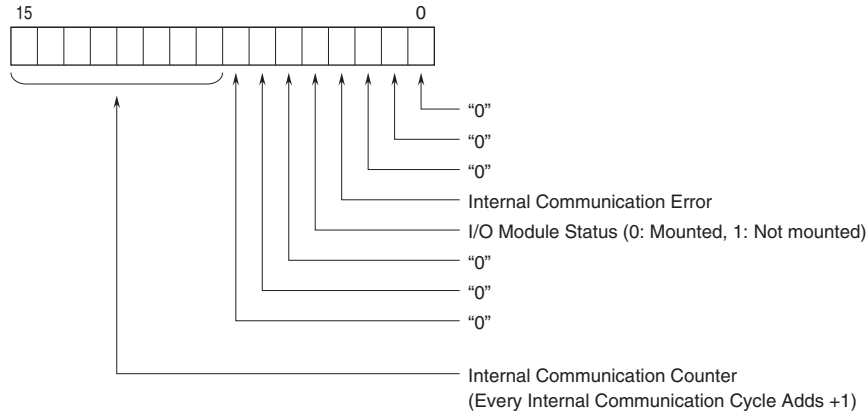 15 0
“0”
“0”
“0”
Internal Communication Error
I/O Module Status (0: Mounted, 1: Not mounted)
“0”
“0”
“0”
Internal Communication Counter
(Every Internal Communication Cycle Adds +1)